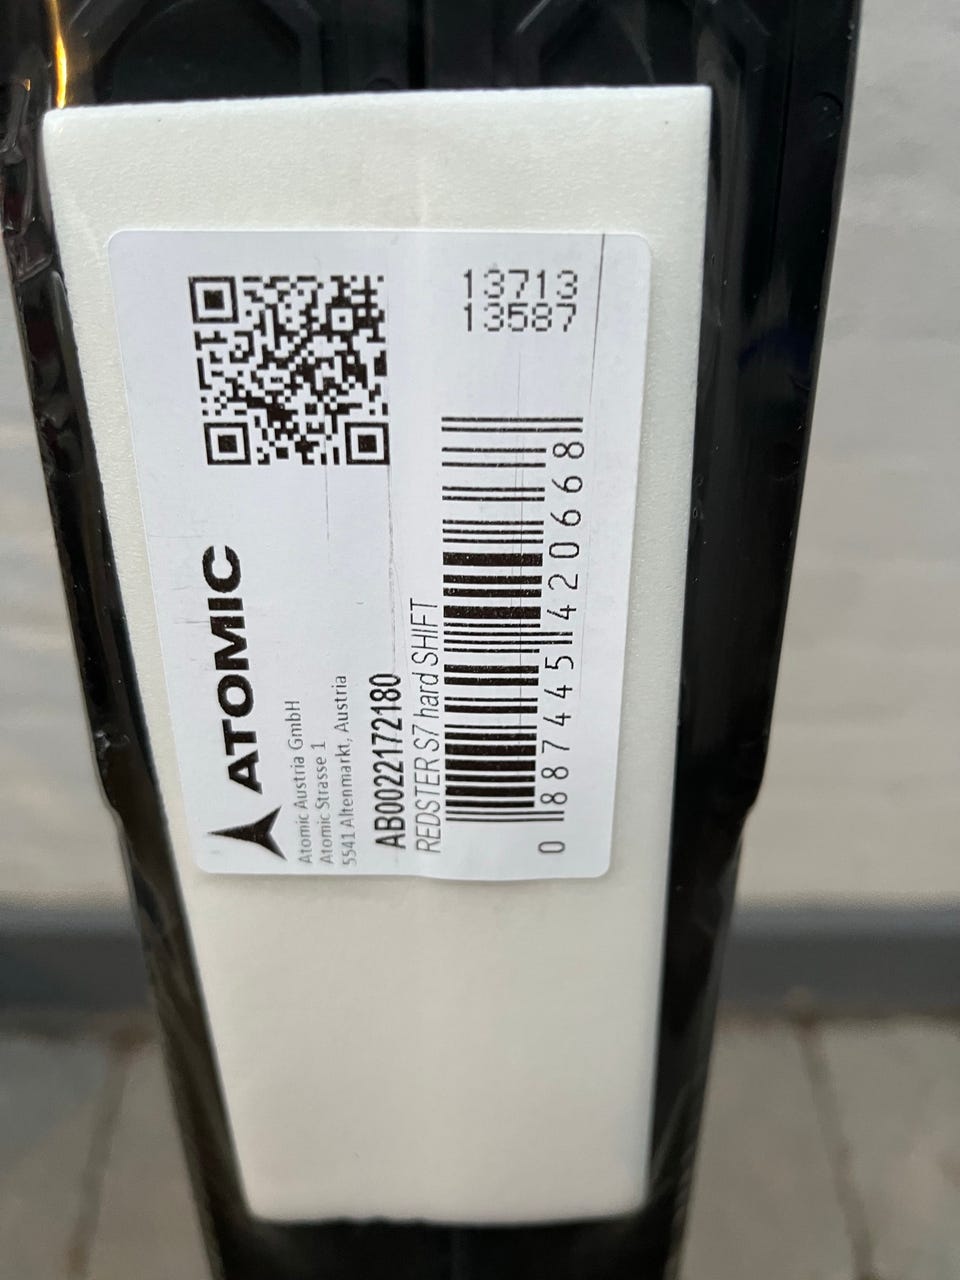 ATOMIC
Atomic Austria GmbH
Atomic Strasse 1
5541 Altenmarkt, Austria
AB0022172180
REDSTER S7 hard SHIFT
0 887445 420668
13713
13587